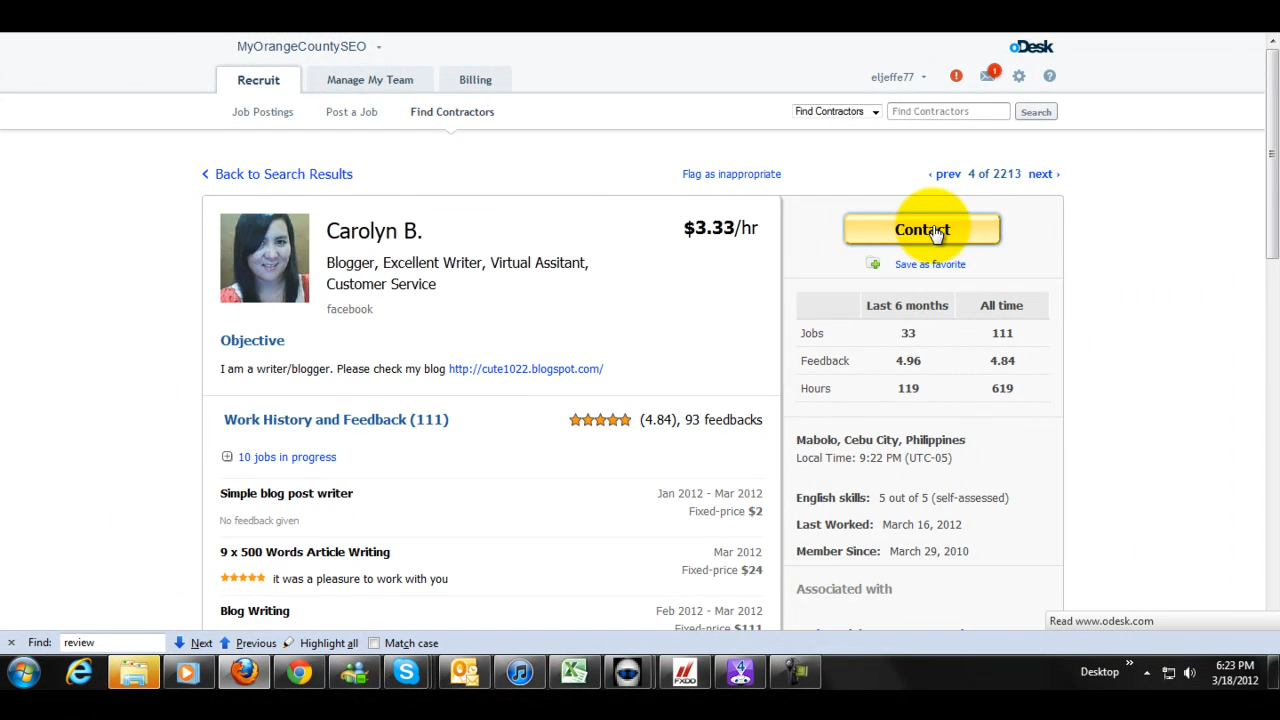 MyOrangeCountySEO
oDesk
Recruit
Manage My Team
Billing
eljeffe77
1
Job Postings
Post a Job
Find Contractors
Find Contractors
Find Contractors
Search
Back to Search Results
Flag as inappropriate
‹ prev 4 of 2213 next ›
Carolyn B.
$3.33/hr
Blogger, Excellent Writer, Virtual Assitant,
Customer Service
facebook
Contact
Save as favorite
Objective
I am a writer/blogger. Please check my blog http://cute1022.blogspot.com/
Last 6 months All time
Jobs 33 111
Feedback 4.96 4.84
Hours 119 619
Work History and Feedback (111)
(4.84), 93 feedbacks
10 jobs in progress
Simple blog post writer
Jan 2012 - Mar 2012
Fixed-price $2
No feedback given
9 x 500 Words Article Writing
Mar 2012
Fixed-price $24
it was a pleasure to work with you
Blog Writing
Feb 2012 - Mar 2012
Fixed-price $111
Mabolo, Cebu City, Philippines
Local Time: 9:22 PM (UTC-05)
English skills: 5 out of 5 (self-assessed)
Last Worked: March 16, 2012
Member Since: March 29, 2010
Associated with
Read www.odesk.com
× Find: review Next Previous Highlight all Match case
Desktop
6:23 PM
3/18/2012